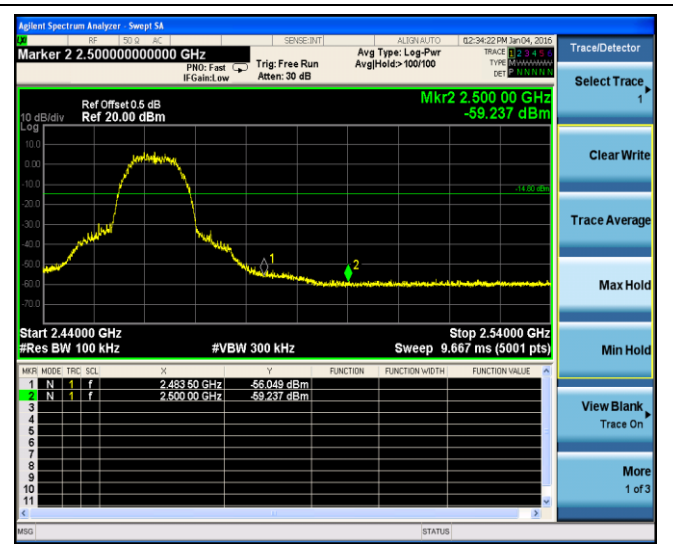 Agilent Spectrum Analyzer - Swept SA
RF 50 Ω AC SENSE:INT ALIGN AUTO 02:34:22 PM Jan 04, 2016
Marker 2 2.500000000000 GHz
PNO: Fast
IFGain:Low
Trig: Free Run
Atten: 30 dB
Avg Type: Log-Pwr
Avg|Hold:> 100/100
TRACE 1 2 3 4 5 6
TYPE M
DET P N N N N N
Trace/Detector
Select Trace
1
Clear Write
Trace Average
Max Hold
Min Hold
View Blank
Trace On
More
1 of 3
Mkr2 2.500 00 GHz
-59.237 dBm
Ref Offset 0.5 dB
10 dB/div Ref 20.00 dBm
Log
10.0
0.00
-10.0
-14.00 dBm
-20.0
-30.0
-40.0
-50.0
-60.0
-70.0
1
2
Start 2.44000 GHz Stop 2.54000 GHz
#Res BW 100 kHz #VBW 300 kHz Sweep 9.667 ms (5001 pts)
MKR MODE TRC SCL X Y FUNCTION FUNCTION WIDTH FUNCTION VALUE
1 N 1 f 2.483 50 GHz -56.049 dBm
2 N 1 f 2.500 00 GHz -59.237 dBm
3
4
5
6
7
8
9
10
11
MSG STATUS